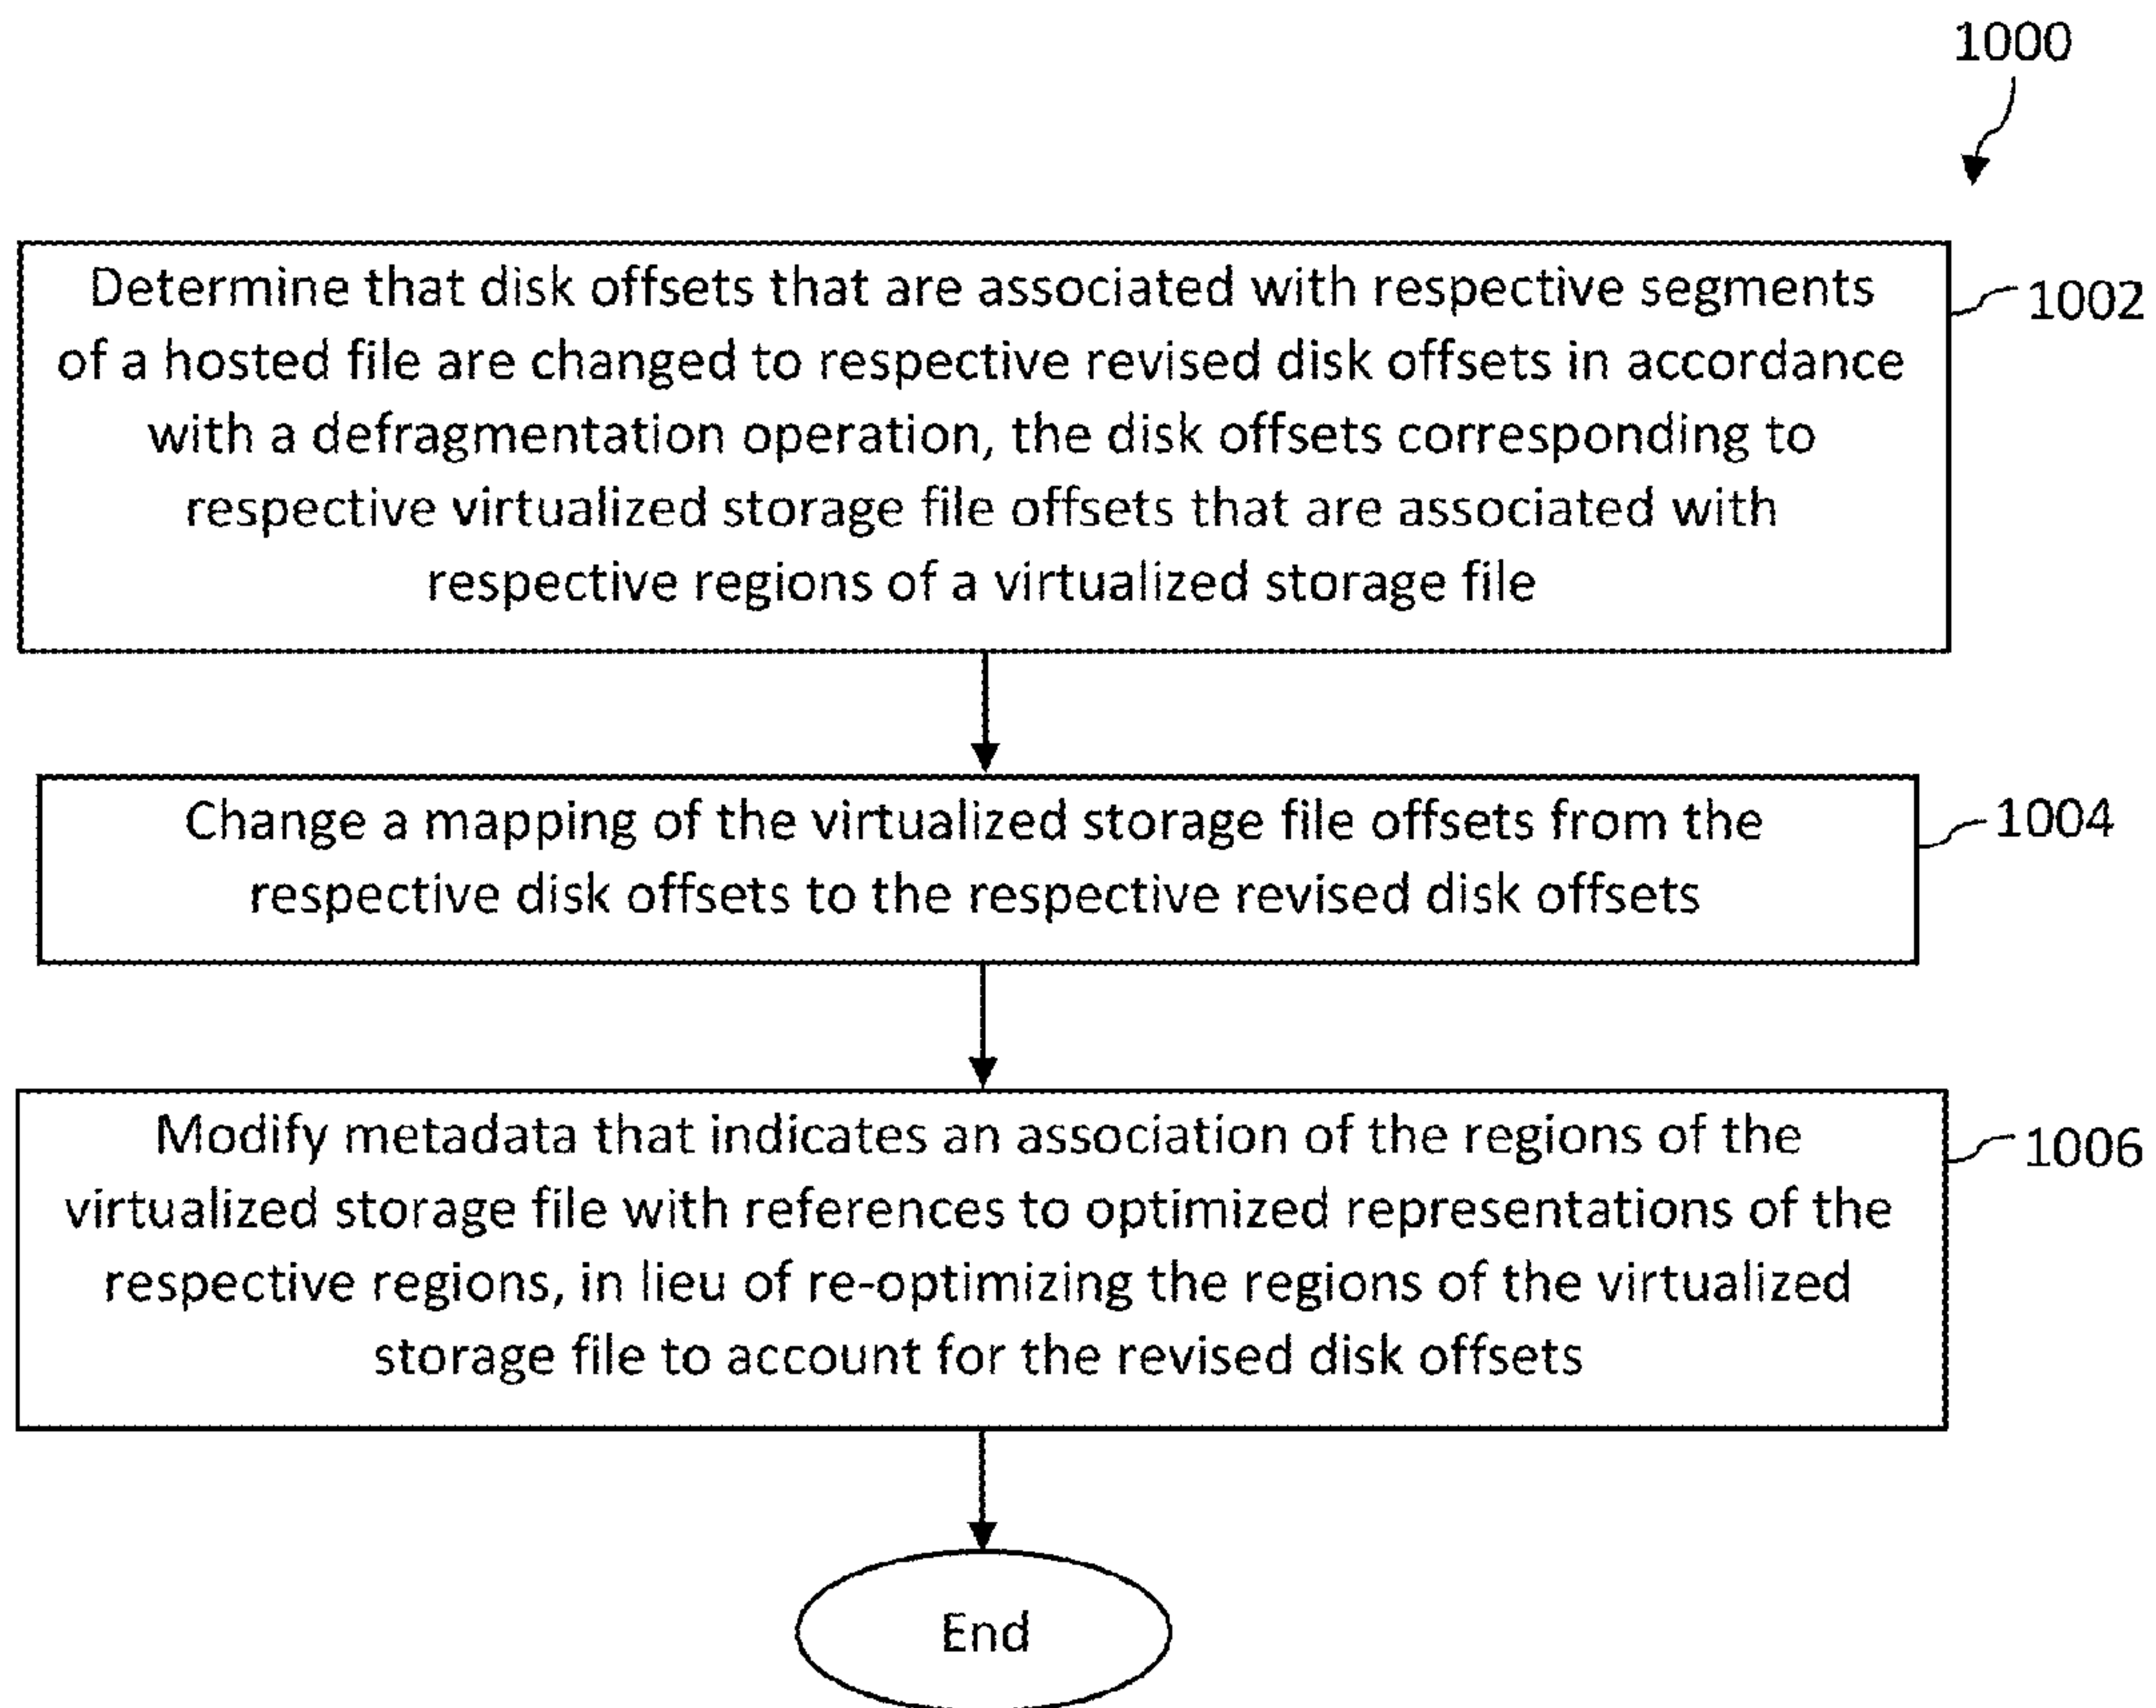 1000
Determine that disk offsets that are associated with respective segments
of a hosted file are changed to respective revised disk offsets in accordance
with a defragmentation operation, the disk offsets corresponding to
respective virtualized storage file offsets that are associated with
respective regions of a virtualized storage file
1002
Change a mapping of the virtualized storage file offsets from the
respective disk offsets to the respective revised disk offsets
1004
Modify metadata that indicates an association of the regions of the
virtualized storage file with references to optimized representations of the
respective regions, in lieu of re-optimizing the regions of the virtualized
storage file to account for the revised disk offsets
1006
End